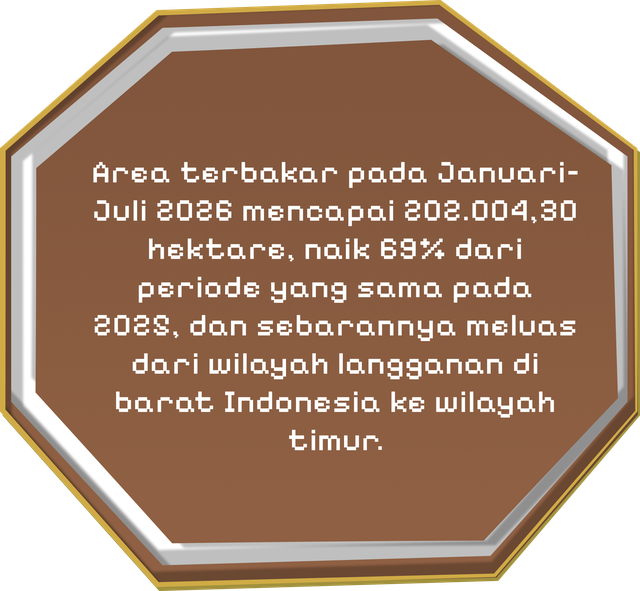 Area terbakar pada Januari-
Juli 2026 mencapai 202.004,30
hektare, naik 69% dari
periode yang sama pada
2025, dan sebarannya meluas
dari wilayah langganan di
barat Indonesia ke wilayah
timur.